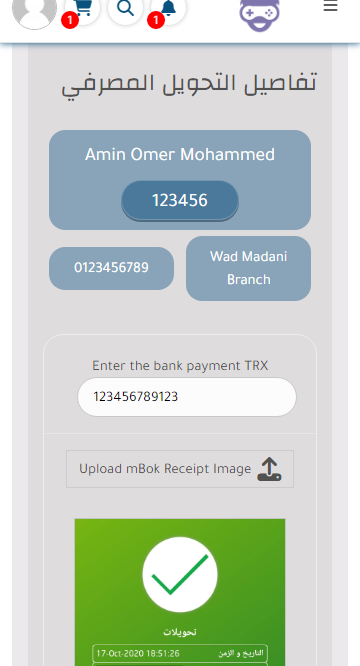 1
1
تفاصيل التحويل المصرفي
Amin Omer Mohammed
123456
0123456789
Wad Madani
Branch
Enter the bank payment TRX
123456789123
Upload mBok Receipt Image
تحويلات
17-Oct-2020 18:51:26 التاريخ و الزمن